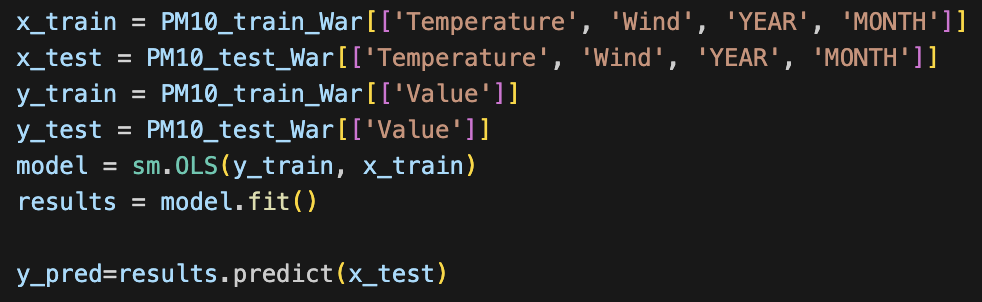 x_train = PM10_train_War[['Temperature', 'Wind', 'YEAR', 'MONTH']]
x_test = PM10_test_War[['Temperature', 'Wind', 'YEAR', 'MONTH']]
y_train = PM10_train_War[['Value']]
y_test = PM10_test_War[['Value']]
model = sm.OLS(y_train, x_train)
results = model.fit()
y_pred=results.predict(x_test)